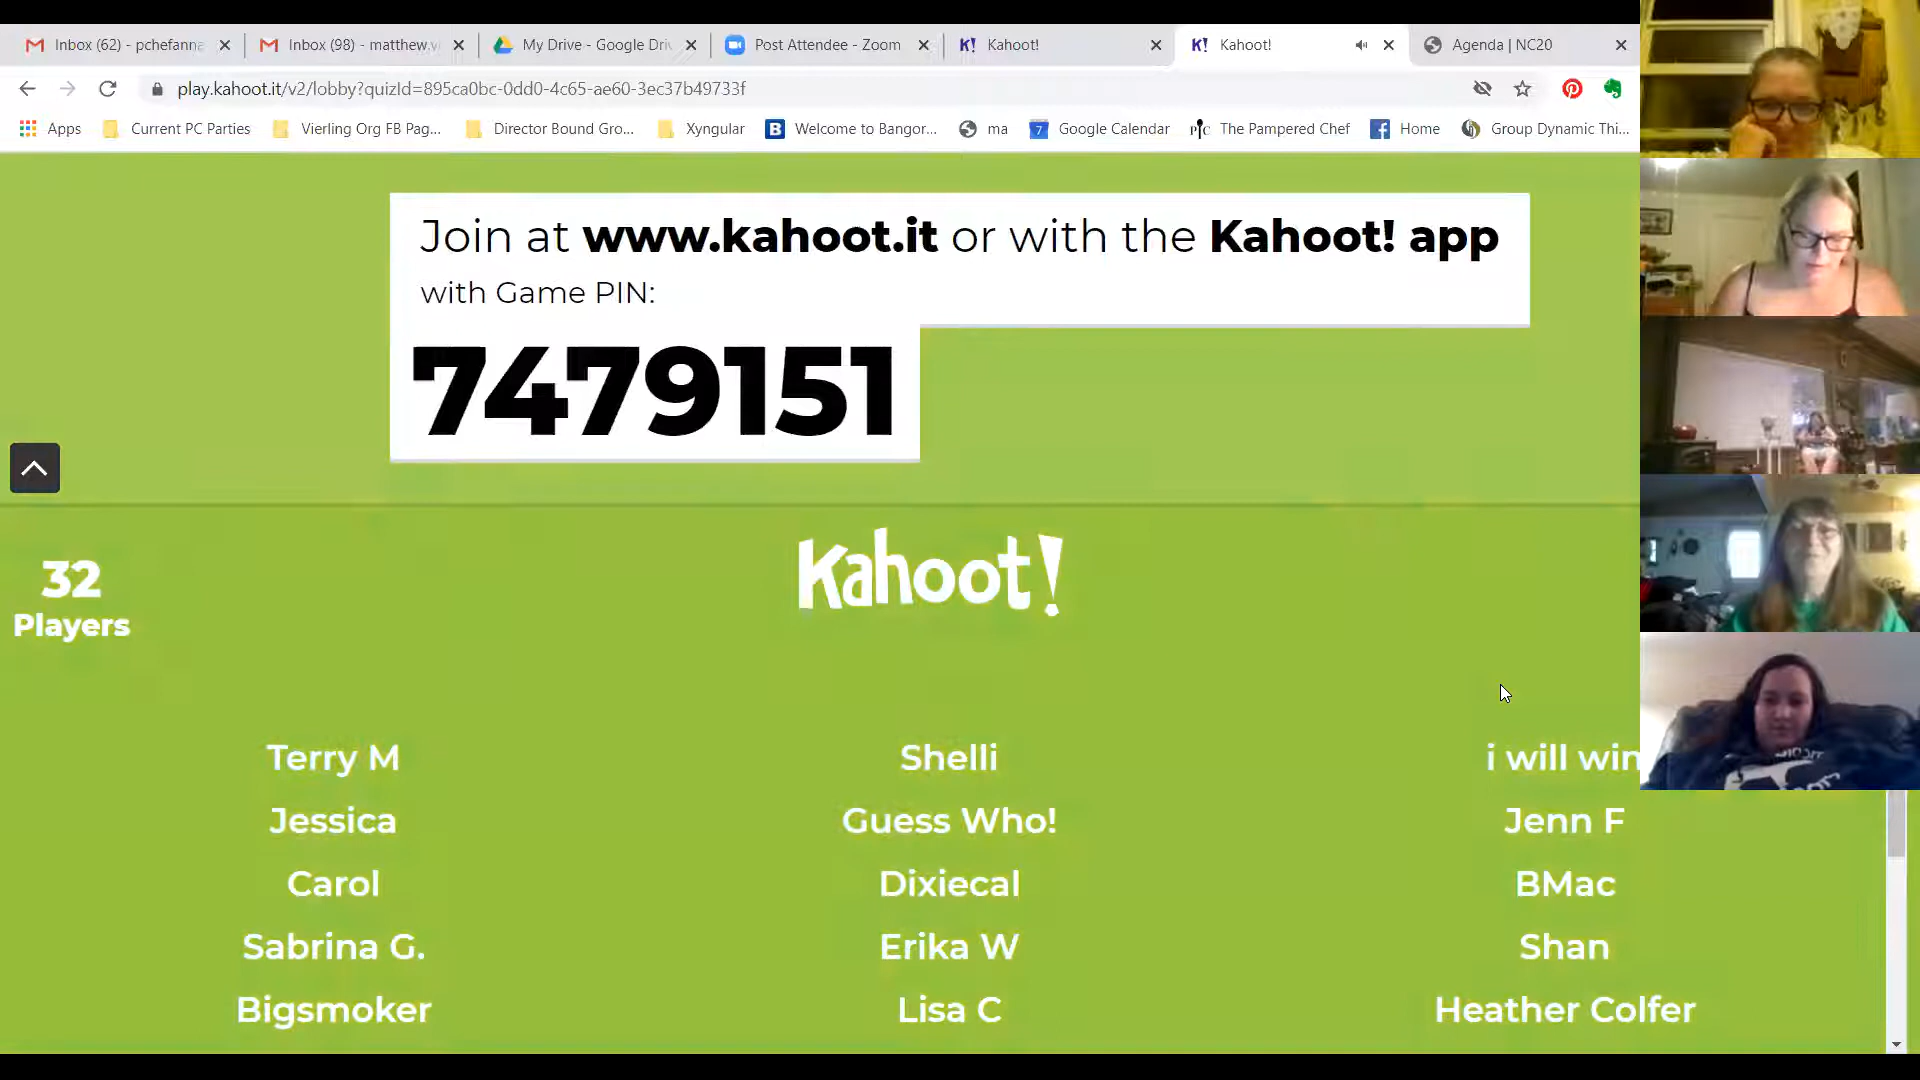 Inbox (62) - pchefanna
Inbox (98) - matthew.v
My Drive - Google Driv
Post Attendee - Zoom
Kahoot!
Kahoot!
Agenda | NC20
play.kahoot.it/v2/lobby?quizId=895ca0bc-0dd0-4c65-ae60-3ec37b49733f
Apps
Current PC Parties
Vierling Org FB Pag...
Director Bound Gro...
Xyngular
Welcome to Bangor...
ma
Google Calendar
The Pampered Chef
Home
Group Dynamic Thi...
Join at www.kahoot.it or with the Kahoot! app
with Game PIN:
7479151
32
Players
Kahoot!
Terry M
Shelli
i will win
Jessica
Guess Who!
Jenn F
Carol
Dixiecal
BMac
Sabrina G.
Erika W
Shan
Bigsmoker
Lisa C
Heather Colfer